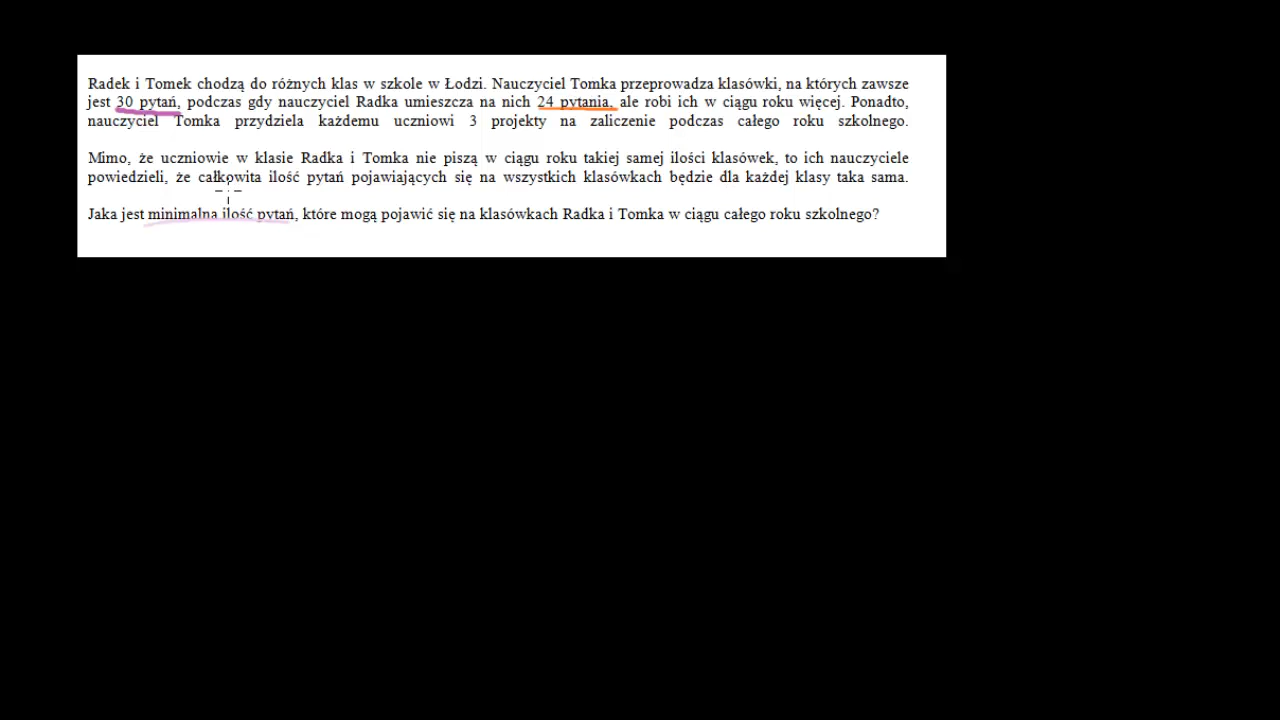 Radek i Tomek chodzą do różnych klas w szkole w Łodzi. Nauczyciel Tomka przeprowadza klasówki, na których zawsze
jest 30 pytań, podczas gdy nauczyciel Radka umieszcza na nich 24 pytania, ale robi ich w ciągu roku więcej. Ponadto,
nauczyciel Tomka przydziela każdemu uczniowi 3 projekty na zaliczenie podczas całego roku szkolnego.
Mimo, że uczniowie w klasie Radka i Tomka nie piszą w ciągu roku takiej samej ilości klasówek, to ich nauczyciele
powiedzieli, że całkowita ilość pytań pojawiających się na wszystkich klasówkach będzie dla każdej klasy taka sama.
Jaka jest minimalna ilość pytań, które mogą pojawić się na klasówkach Radka i Tomka w ciągu całego roku szkolnego?